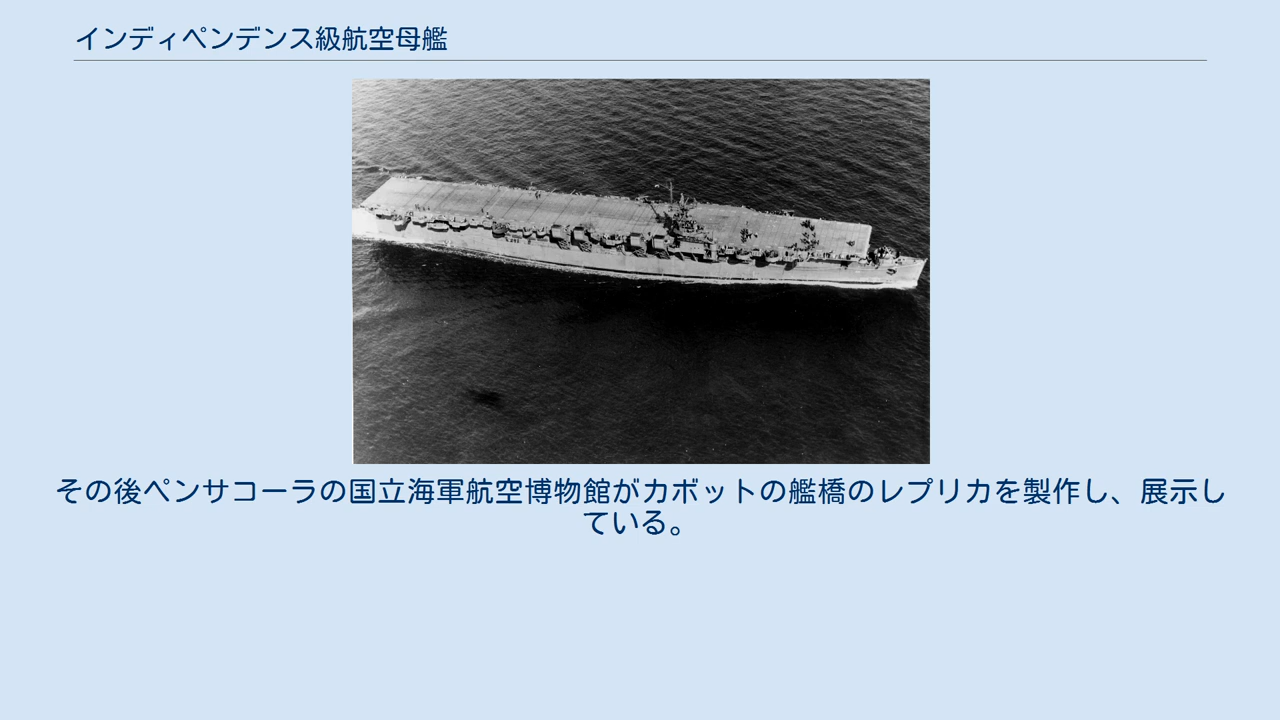 インディペンデンス級航空母艦
その後ペンサコーラの国立海軍航空博物館がカボットの艦橋のレプリカを製作し、展示し
ている。